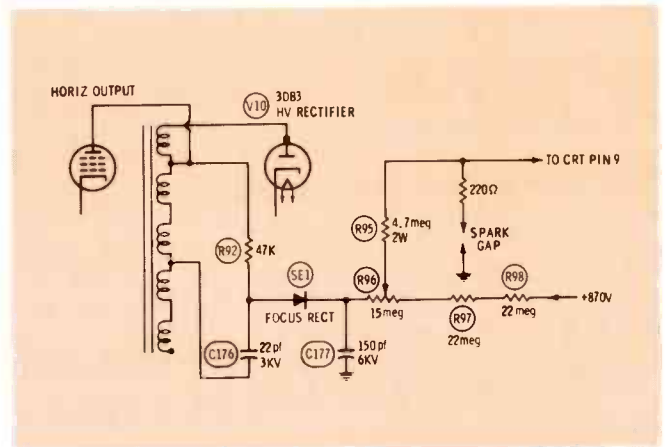 HORIZ OUTPUT
V10
3DB3
HV RECTIFIER
TO CRT PIN 9
220Ω
R95
4.7meg
2W
SPARK
GAP
R92
47K
SE1
R96
R98
FOCUS RECT
15meg
R97
22meg
22 meg
+870V
C176
22pf
3KV
C177
150pf
6KV